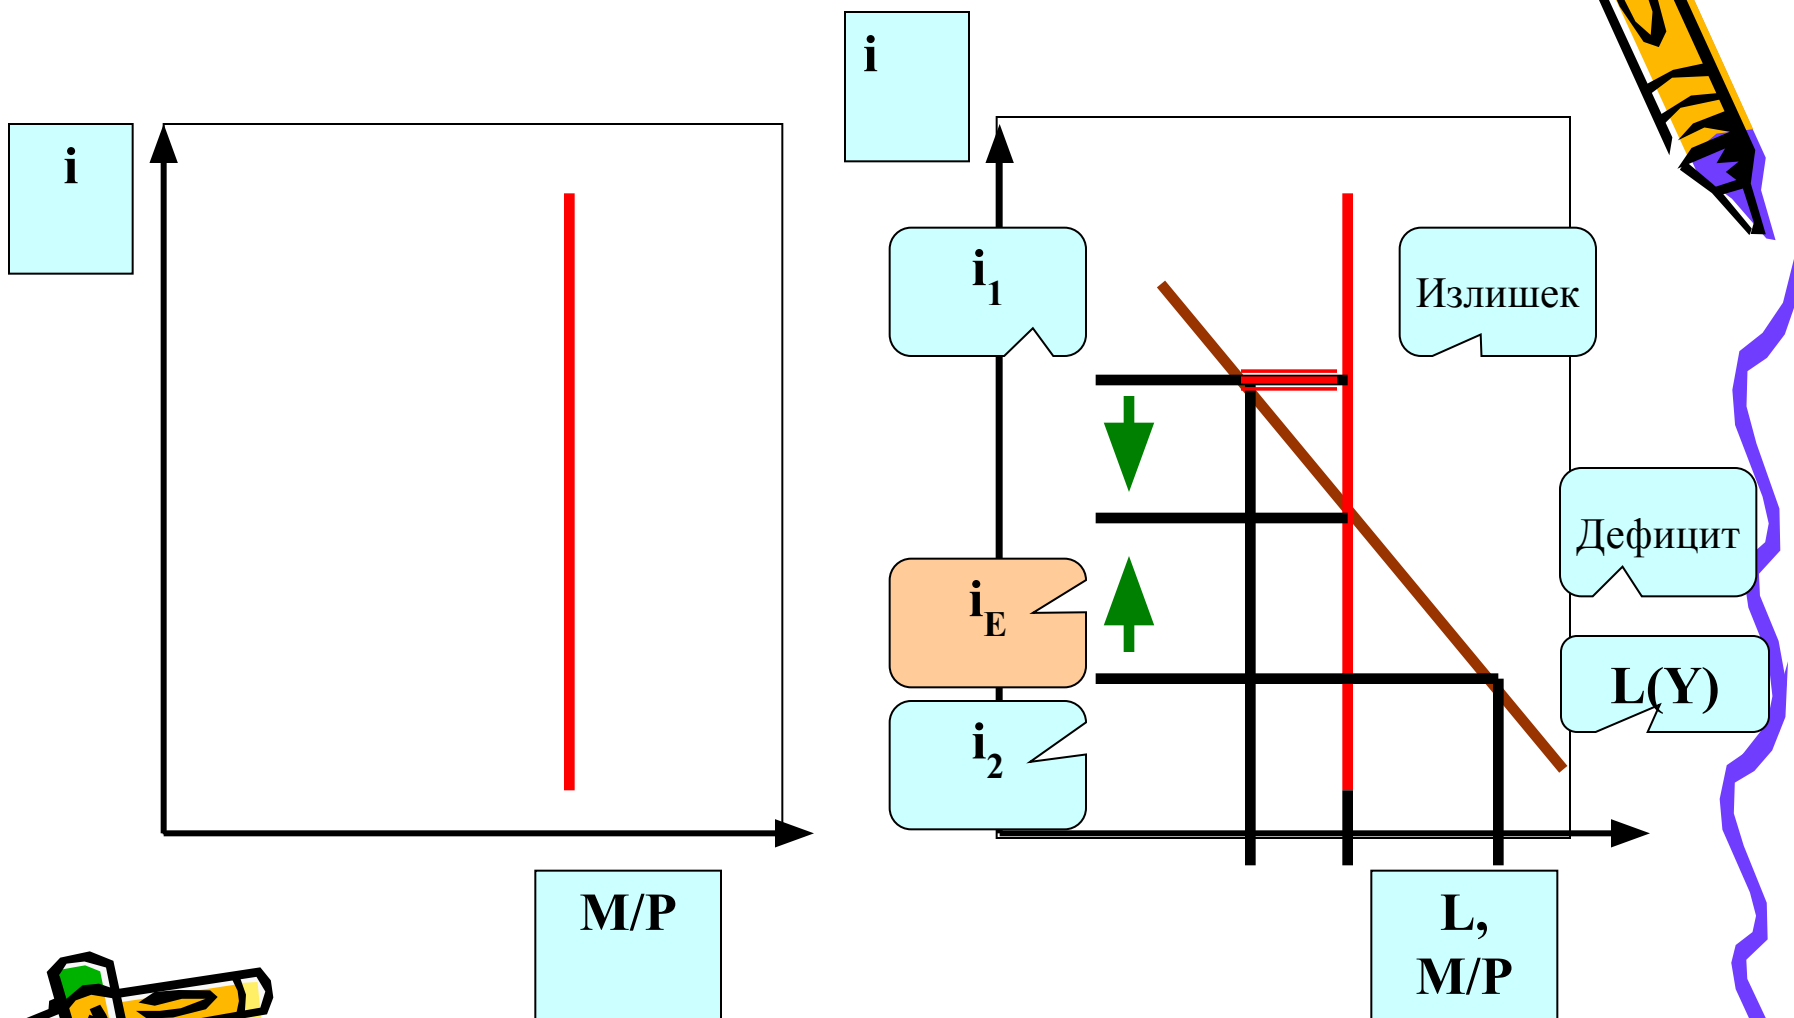 i
M/P
i
i1
Излишек
Дефицит
iE
L(Y)
i2
L,
M/P